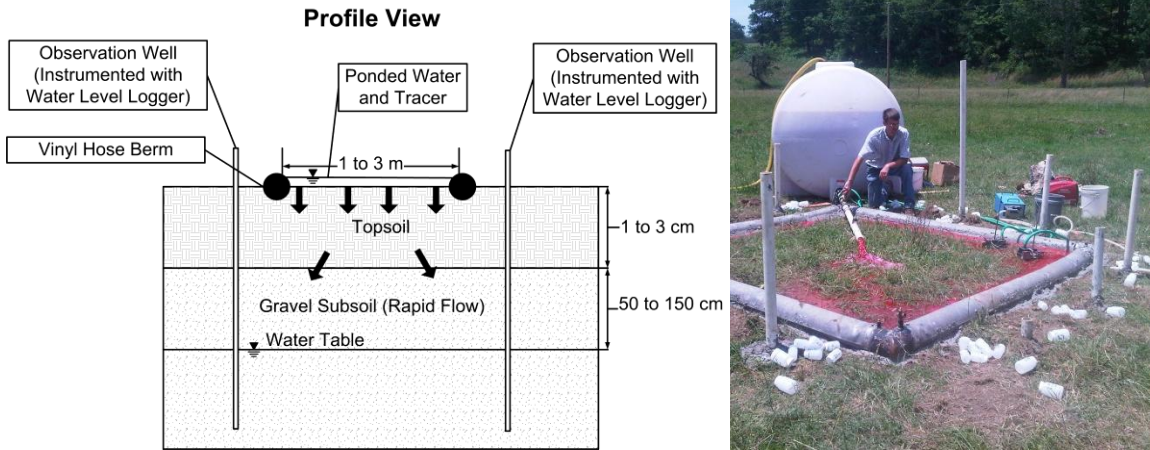 Profile View
Observation Well
(Instrumented with
Water Level Logger)
Ponded Water
and Tracer
Observation Well
(Instrumented with
Water Level Logger)
Vinyl Hose Berm
1 to 3 m
Topsoil
1 to 3 cm
Gravel Subsoil (Rapid Flow)
50 to 150 cm
Water Table